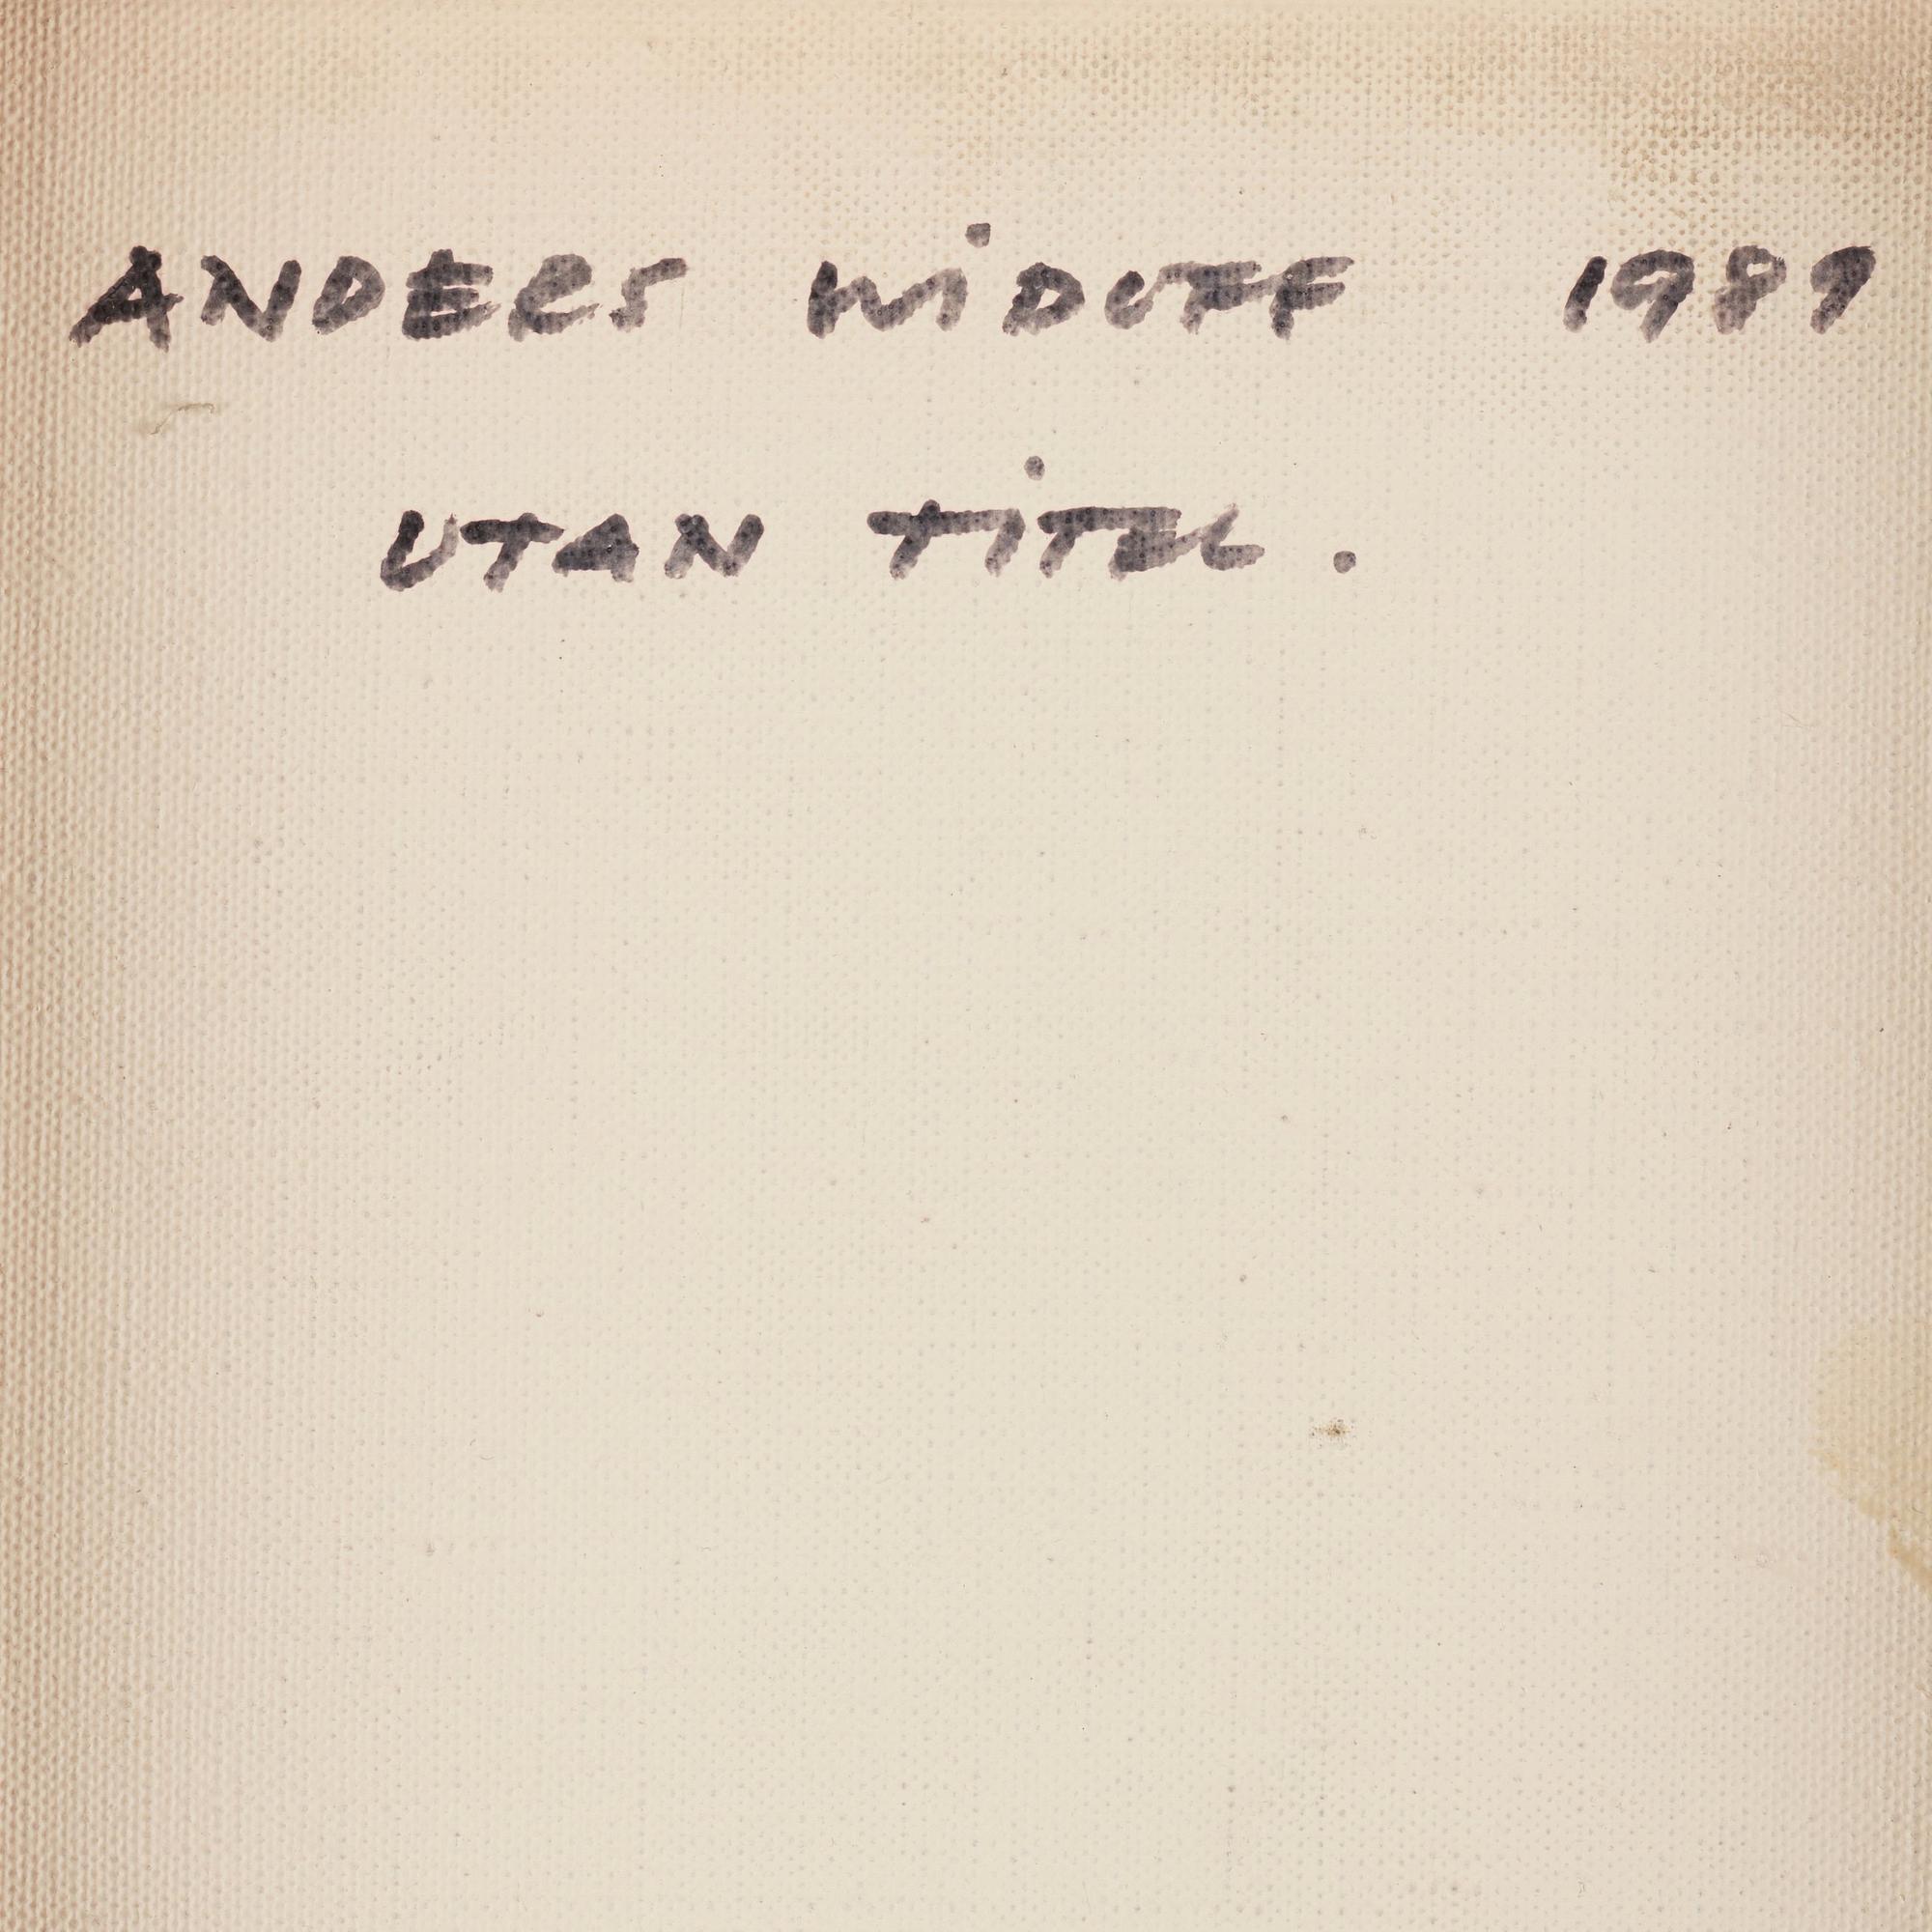 ANDERS WiDOFF 1989
UTAN TiTEL.